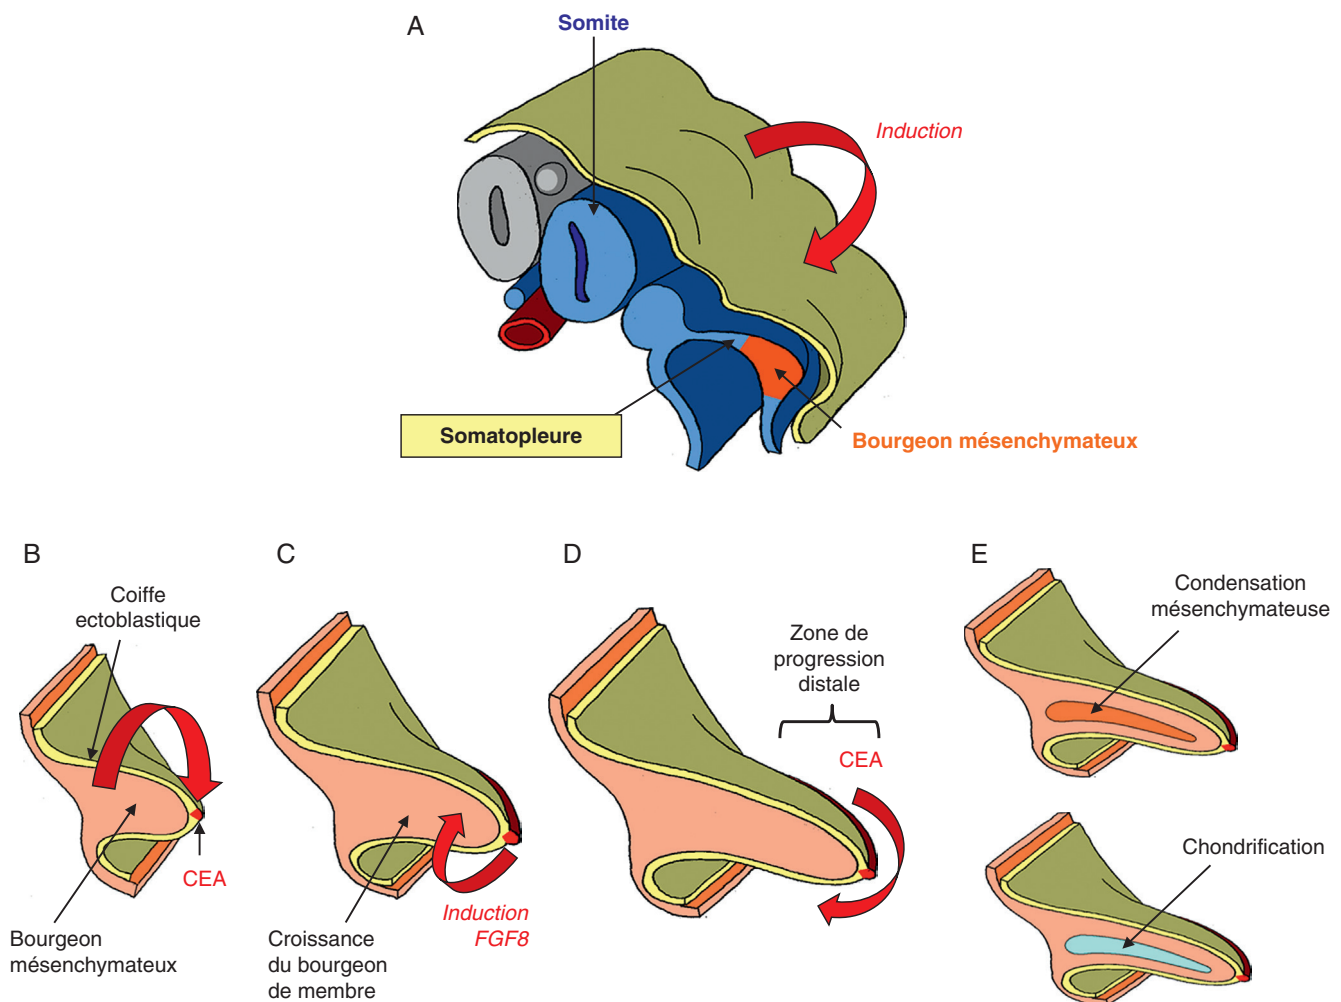 A
Somite
Induction
Somatopleure
Bourgeon mésenchymateux
B
Coiffe
ectoblastique
CEA
Bourgeon
mésenchymateux
C
Induction
FGF8
Croissance
du bourgeon
de membre
D
Zone de
progression
distale
CEA
E
Condensation
mésenchymateuse
Chondrification